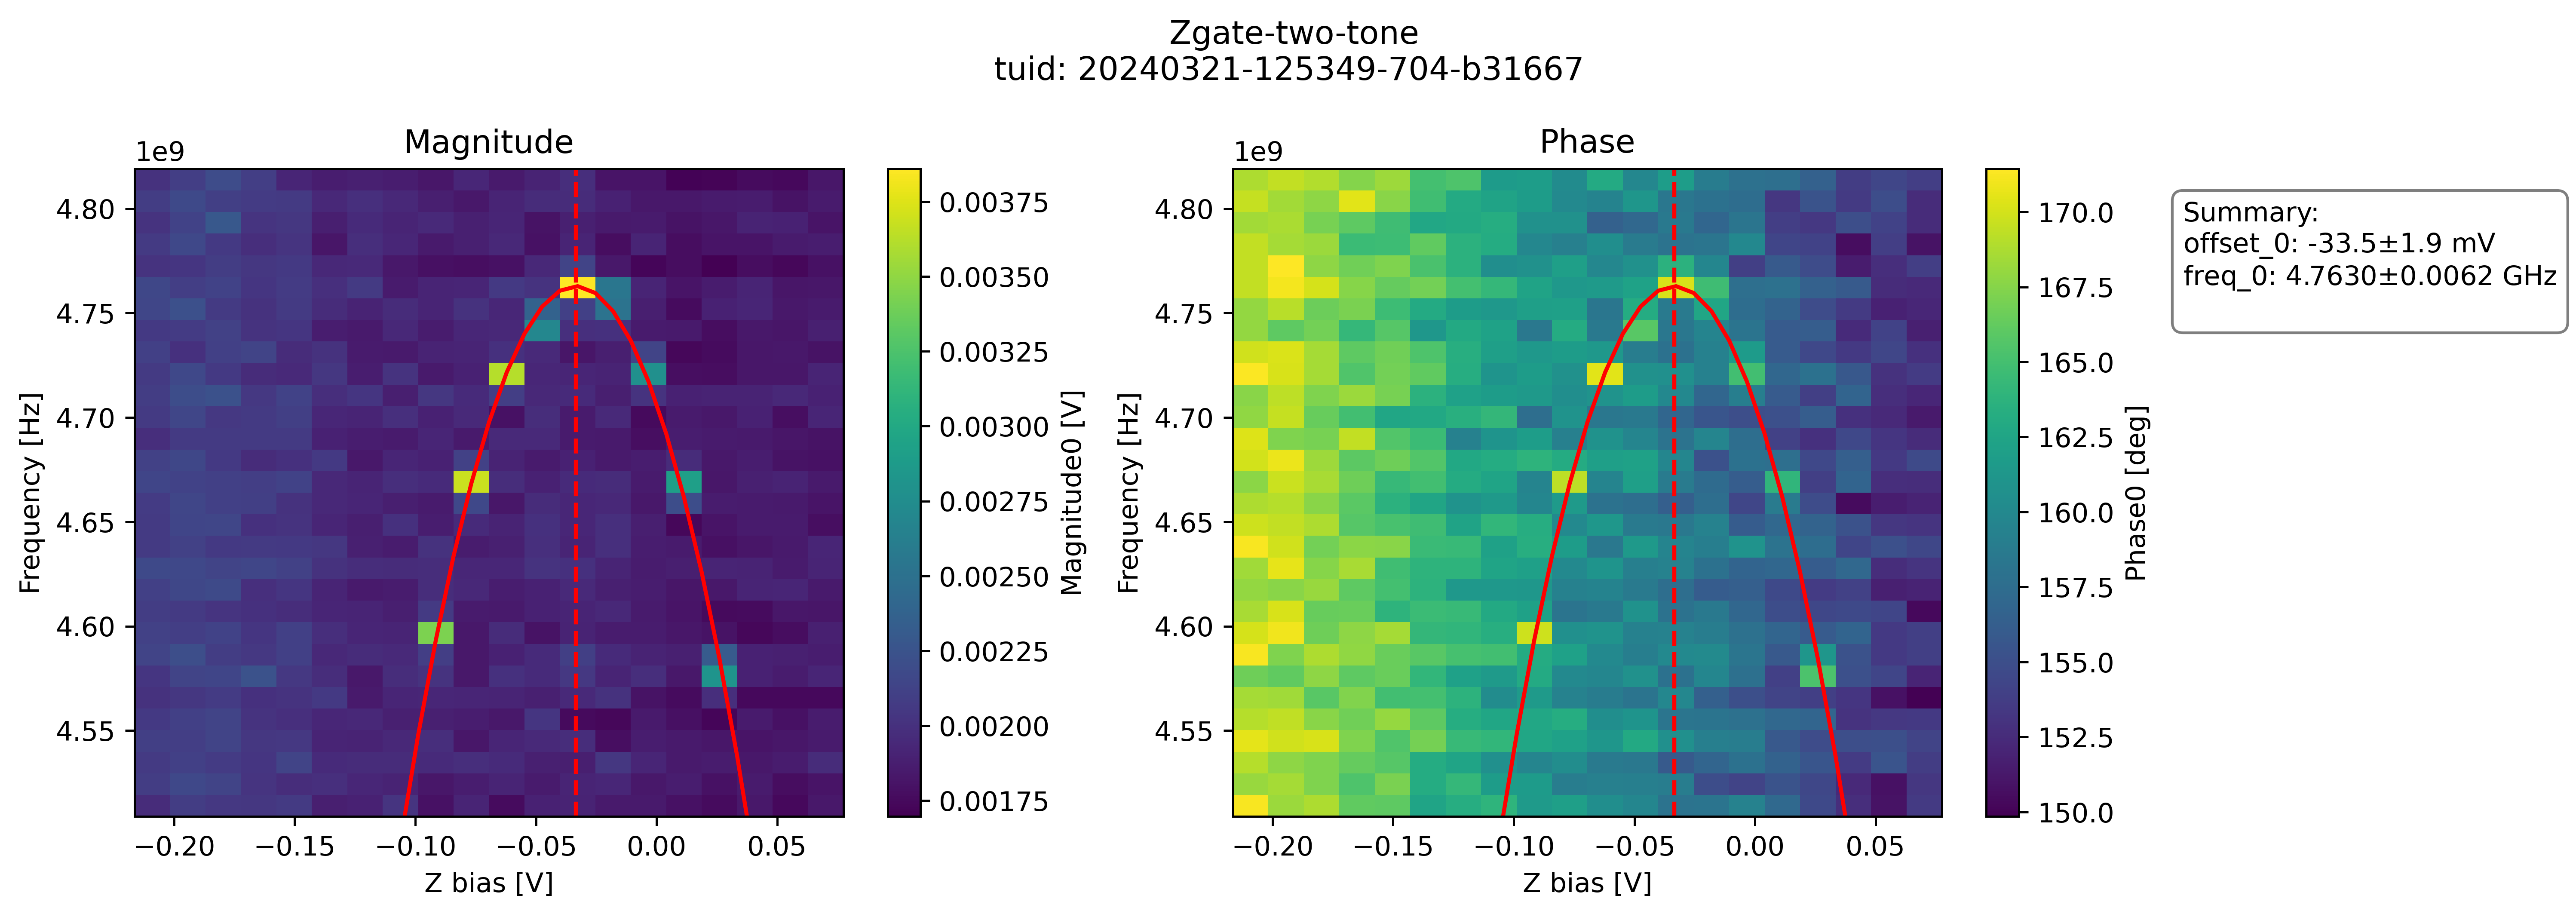 Zgate-two-tone
tuid: 20240321-125349-704-b31667
Magnitude
1e9
4.80
4.75
4.70
4.65
4.60
4.55
Frequency [Hz]
−0.20
−0.15
−0.10
−0.05
0.00
0.05
Z bias [V]
0.00375
0.00350
0.00325
0.00300
0.00275
0.00250
0.00225
0.00200
0.00175
Magnitude0 [V]
Phase
1e9
4.80
4.75
4.70
4.65
4.60
4.55
Frequency [Hz]
−0.20
−0.15
−0.10
−0.05
0.00
0.05
Z bias [V]
170.0
167.5
165.0
162.5
160.0
157.5
155.0
152.5
150.0
Phase0 [deg]
Summary:
offset_0: -33.5±1.9 mV
freq_0: 4.7630±0.0062 GHz